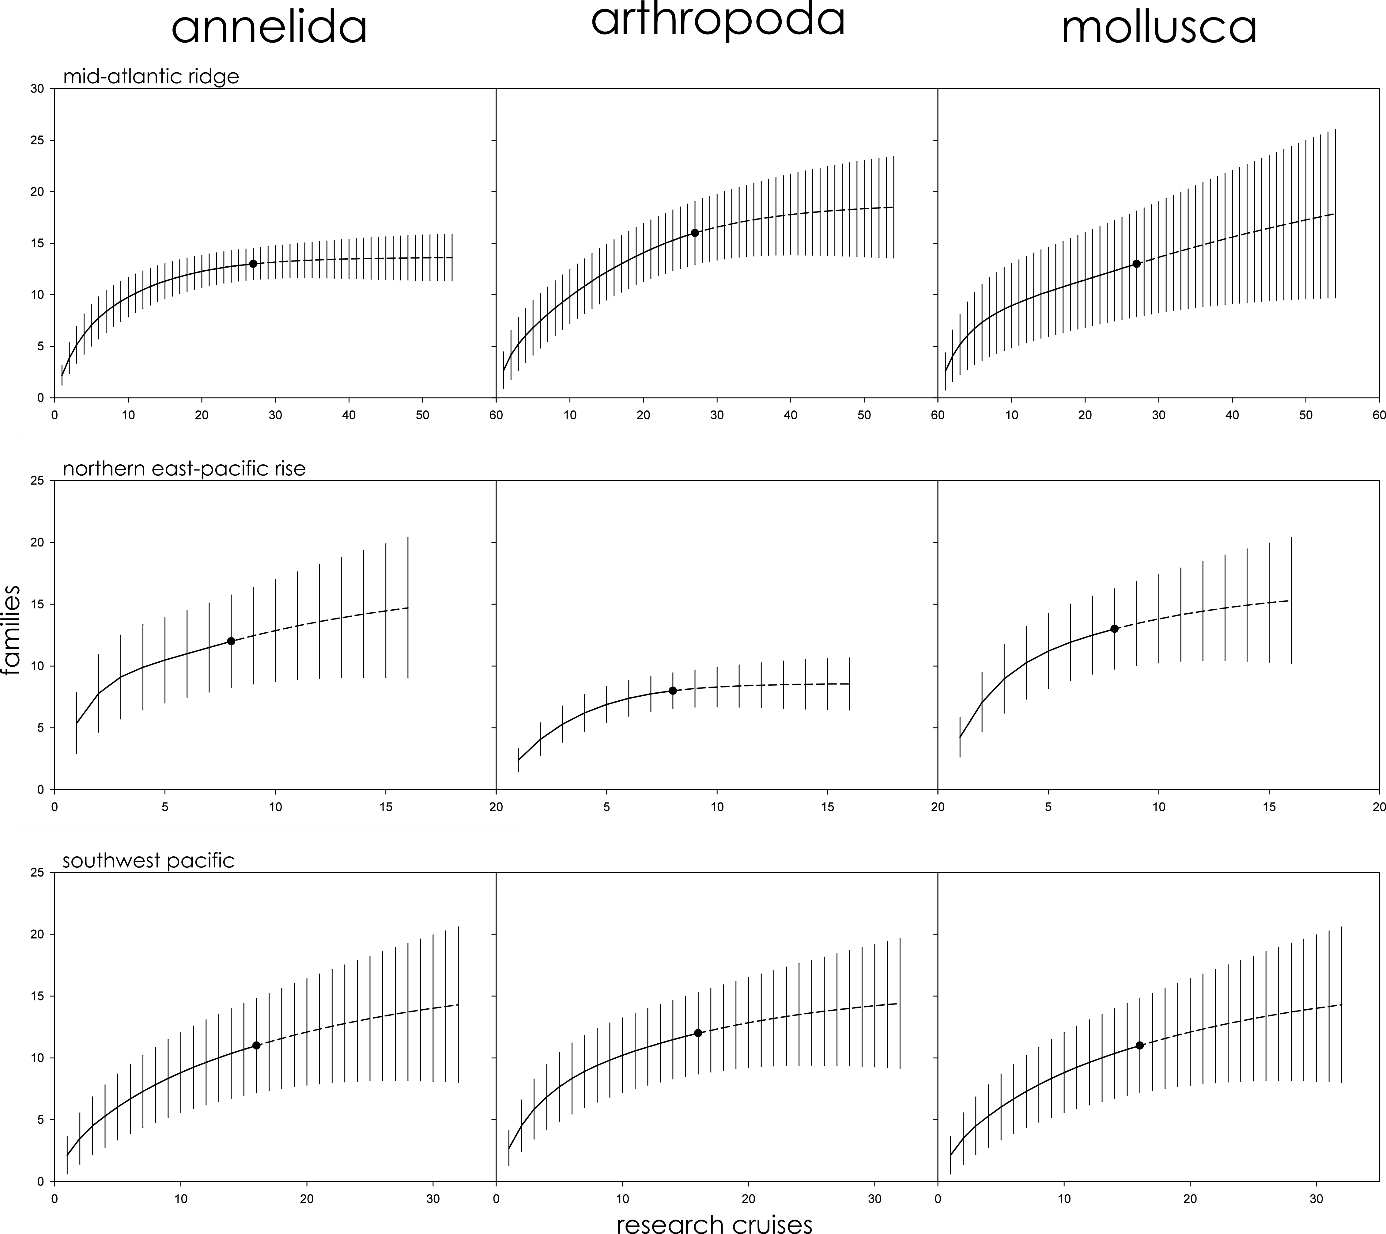 annelida arthropoda mollusca
mid-atlantic ridge
30
25
20
15
10
5
0
0 10 20 30 40 50 60 10 20 30 40 50 60 10 20 30 40 50 60
northern east-pacific rise
25
20
15
10
5
0
0 5 10 15 20 5 10 15 20 5 10 15 20
families
southwest pacific
25
20
15
10
5
0
0 10 20 30 0 10 20 30 0 10 20 30
research cruises